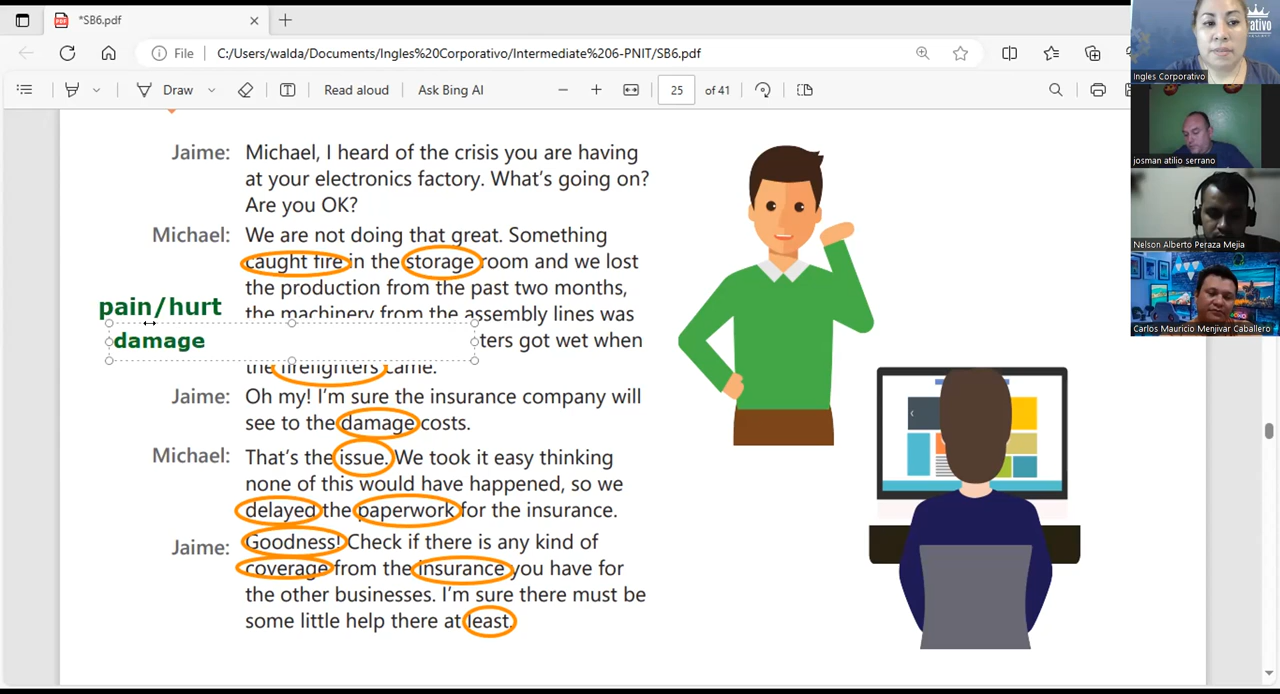 *SB6.pdf
File C:/Users/walda/Documents/Ingles%20Corporativo/Intermediate%206-PNIT/SB6.pdf
Draw Read aloud Ask Bing AI 25 of 41
Jaime: Michael, I heard of the crisis you are having
at your electronics factory. What's going on?
Are you OK?
Michael: We are not doing that great. Something
caught fire in the storage room and we lost
the production from the past two months,
pain/hurt
the machinery from the assembly lines was
damage
ters got wet when
the firefighters came.
Jaime: Oh my! I'm sure the insurance company will
see to the damage costs.
Michael: That's the issue. We took it easy thinking
none of this would have happened, so we
delayed the paperwork for the insurance.
Jaime: Goodness! Check if there is any kind of
coverage from the insurance you have for
the other businesses. I'm sure there must be
some little help there at least.
ativo
Ingles Corporativo
josman atilio serrano
Nelson Alberto Peraza Mejia
Carlos Mauricio Menjivar Caballero